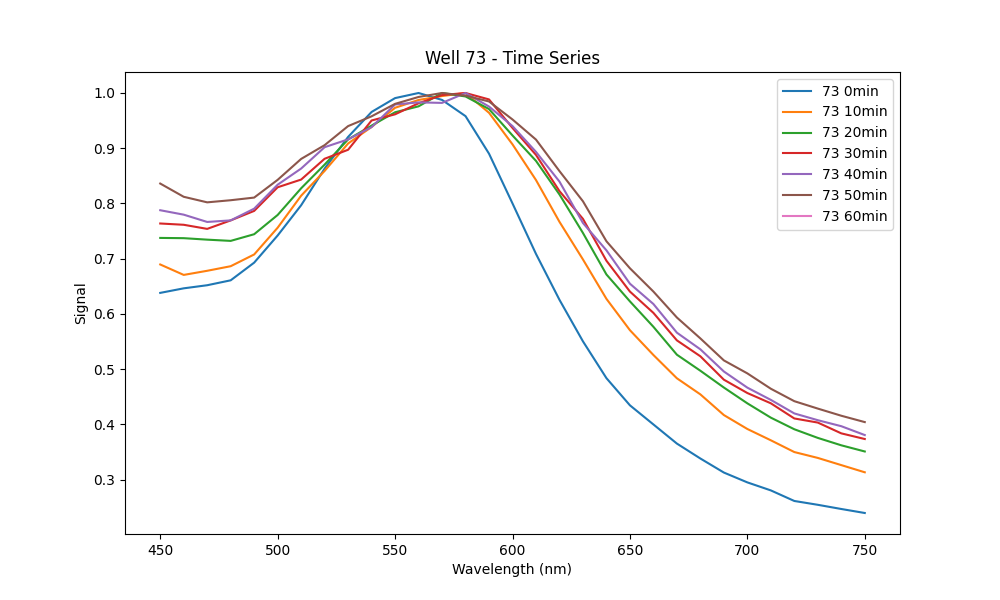 Well 73 - Time Series
Signal
1.0
0.9
0.8
0.7
0.6
0.5
0.4
0.3
73 0min
73 10min
73 20min
73 30min
73 40min
73 50min
73 60min
450 500 550 600 650 700 750
Wavelength (nm)